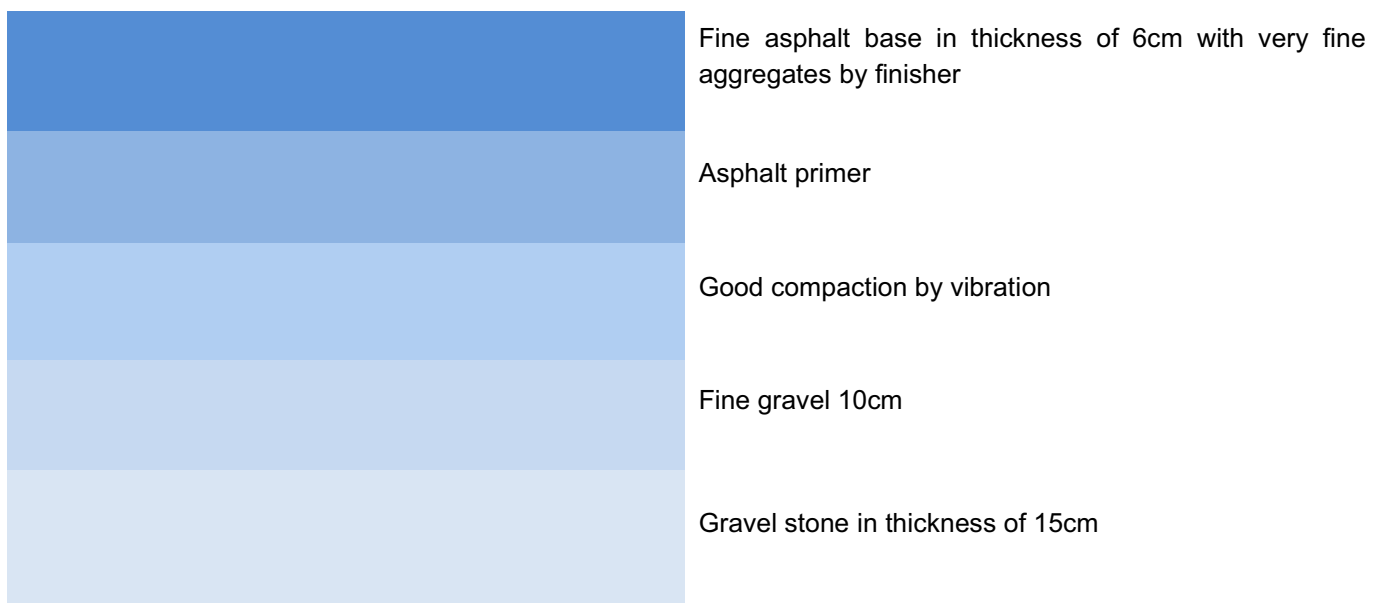 Fine asphalt base in thickness of 6cm with very fine
aggregates by finisher
Asphalt primer
Good compaction by vibration
Fine gravel 10cm
Gravel stone in thickness of 15cm